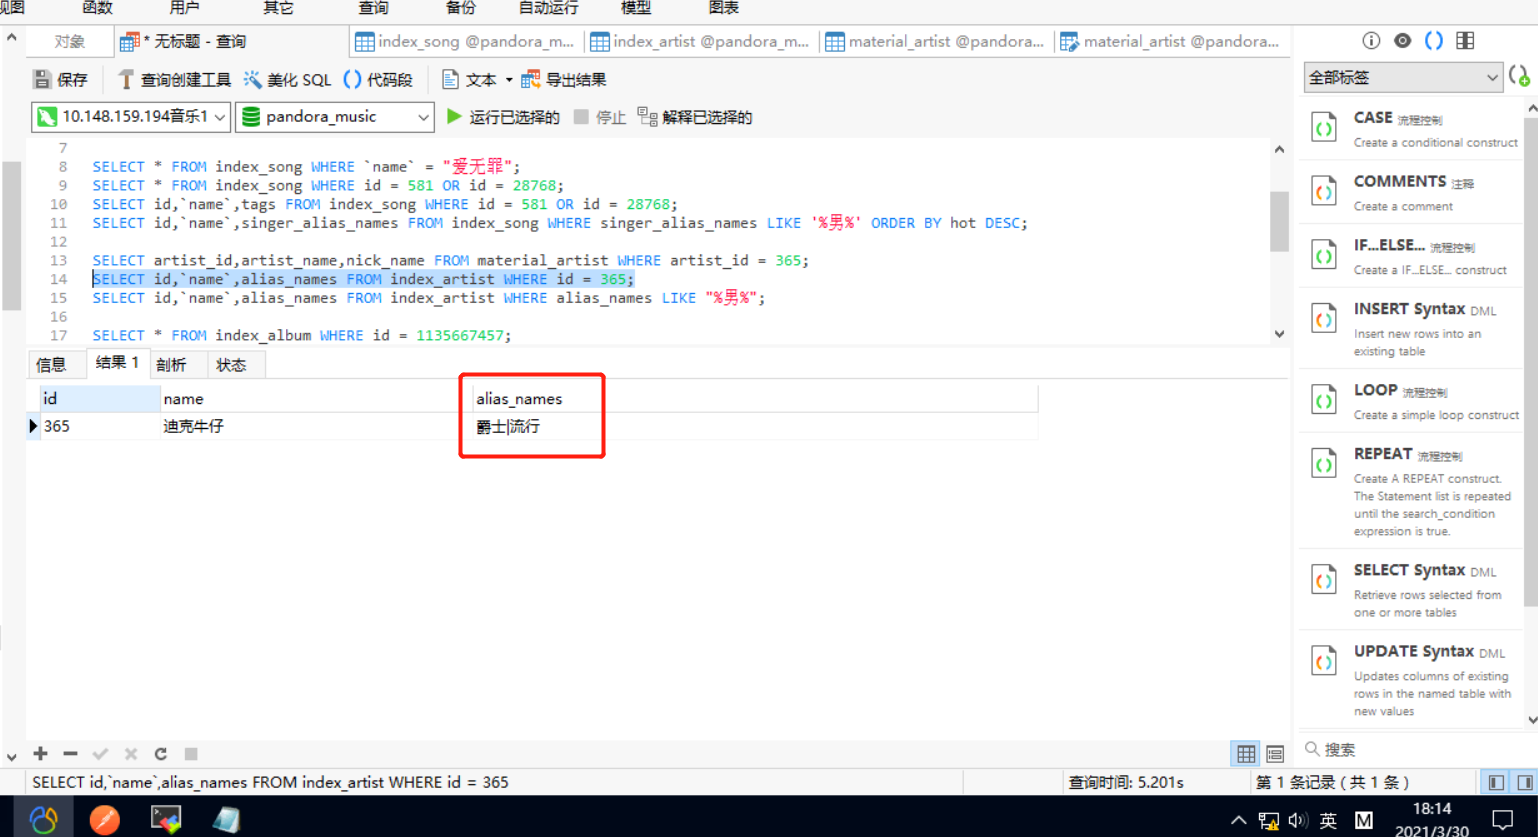 视图 函数 用户 其它 查询 备份 自动运行 模型 图表
对象 * 无标题 - 查询 index_song @pandora_m... index_artist @pandora_m... material_artist @pandora... material_artist @pandora...
保存 查询创建工具 美化 SQL () 代码段 文本 导出结果
全部标签
10.148.159.194音乐1 pandora_music 运行已选择的 停止 解释已选择的
7
8 SELECT * FROM index_song WHERE `name` = "爱无罪";
9 SELECT * FROM index_song WHERE id = 581 OR id = 28768;
10 SELECT id,`name`,tags FROM index_song WHERE id = 581 OR id = 28768;
11 SELECT id,`name`,singer_alias_names FROM index_song WHERE singer_alias_names LIKE '%男%' ORDER BY hot DESC;
12
13 SELECT artist_id,artist_name,nick_name FROM material_artist WHERE artist_id = 365;
14 SELECT id,`name`,alias_names FROM index_artist WHERE id = 365;
15 SELECT id,`name`,alias_names FROM index_artist WHERE alias_names LIKE "%男%";
16
17 SELECT * FROM index_album WHERE id = 1135667457;
信息 结果 1 剖析 状态
id name alias_names
365 迪克牛仔 爵士|流行
CASE 流程控制
Create a conditional construct
COMMENTS 注释
Create a comment
IF...ELSE... 流程控制
Create a IF...ELSE... construct
INSERT Syntax DML
Insert new rows into an
existing table
LOOP 流程控制
Create a simple loop construct
REPEAT 流程控制
Create A REPEAT construct.
The Statement list is repeated
until the search_condition
expression is true.
SELECT Syntax DML
Retrieve rows selected from
one or more tables
UPDATE Syntax DML
Updates columns of existing
rows in the named table with
new values
搜索
SELECT id,`name`,alias_names FROM index_artist WHERE id = 365 查询时间: 5.201s 第 1 条记录 ( 共 1 条 )
英 M 18:14
2021/3/30